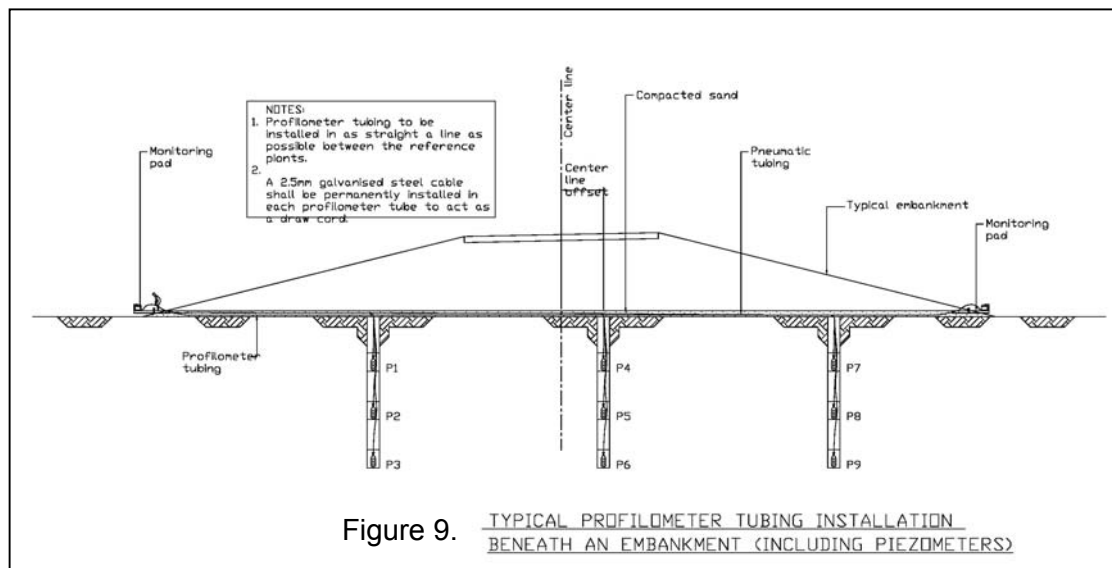 NOTES:
1. Profilometer tubing to be
installed in as straight a line as
possible between the reference
pionts.
2.
A 2.5mm galvanised steel cable
shall be permanently installed in
each profilometer tube to act as
a draw cord.
Monitoring
pad
Center line
Center
line
offset
Compacted sand
Pneumatic
tubing
Typical embankment
Monitoring
pad
Profilometer
tubing
P1
P2
P3
P4
P5
P6
P7
P8
P9
Figure 9.
TYPICAL PROFILOMETER TUBING INSTALLATION
BENEATH AN EMBANKMENT (INCLUDING PIEZOMETERS)